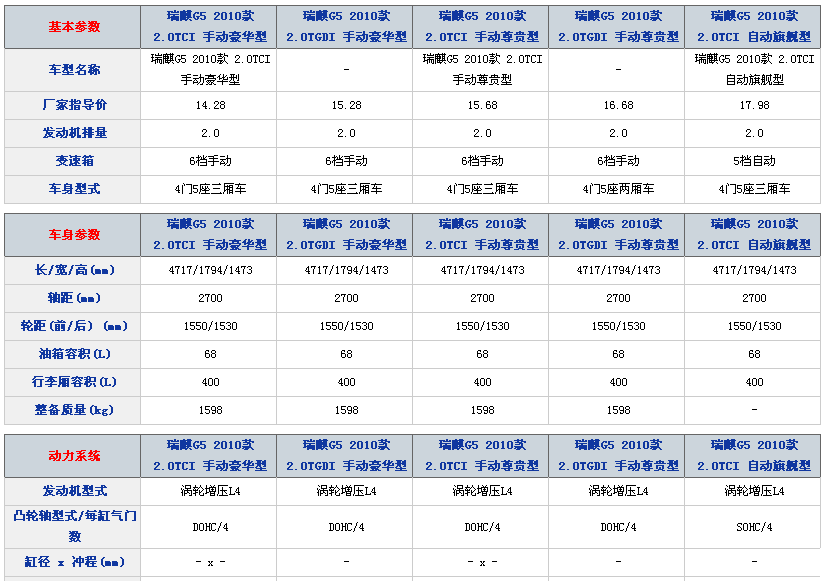 基本参数 瑞麒G5 2010款 2.0TCI 手动豪华型 瑞麒G5 2010款 2.0TGDI 手动豪华型 瑞麒G5 2010款 2.0TCI 手动尊贵型 瑞麒G5 2010款 2.0TGDI 手动尊贵型 瑞麒G5 2010款 2.0TCI 自动旗舰型
车型名称 瑞麒G5 2010款 2.0TCI 手动豪华型 - 瑞麒G5 2010款 2.0TCI 手动尊贵型 - 瑞麒G5 2010款 2.0TCI 自动旗舰型
厂家指导价 14.28 15.28 15.68 16.68 17.98
发动机排量 2.0 2.0 2.0 2.0 2.0
变速箱 6档手动 6档手动 6档手动 6档手动 5档自动
车身型式 4门5座三厢车 4门5座三厢车 4门5座三厢车 4门5座两厢车 4门5座三厢车
车身参数 瑞麒G5 2010款 2.0TCI 手动豪华型 瑞麒G5 2010款 2.0TGDI 手动豪华型 瑞麒G5 2010款 2.0TCI 手动尊贵型 瑞麒G5 2010款 2.0TGDI 手动尊贵型 瑞麒G5 2010款 2.0TCI 自动旗舰型
长/宽/高(mm) 4717/1794/1473 4717/1794/1473 4717/1794/1473 4717/1794/1473 4717/1794/1473
轴距(mm) 2700 2700 2700 2700 2700
轮距(前/后) (mm) 1550/1530 1550/1530 1550/1530 1550/1530 1550/1530
油箱容积(L) 68 68 68 68 68
行李厢容积(L) 400 400 400 400 400
整备质量(kg) 1598 1598 1598 1598 -
动力系统 瑞麒G5 2010款 2.0TCI 手动豪华型 瑞麒G5 2010款 2.0TGDI 手动豪华型 瑞麒G5 2010款 2.0TCI 手动尊贵型 瑞麒G5 2010款 2.0TGDI 手动尊贵型 瑞麒G5 2010款 2.0TCI 自动旗舰型
发动机型式 涡轮增压L4 涡轮增压L4 涡轮增压L4 涡轮增压L4 涡轮增压L4
凸轮轴型式/每缸气门数 DOHC/4 DOHC/4 DOHC/4 DOHC/4 SOHC/4
缸径 x 冲程(mm) - x - - - x - - -